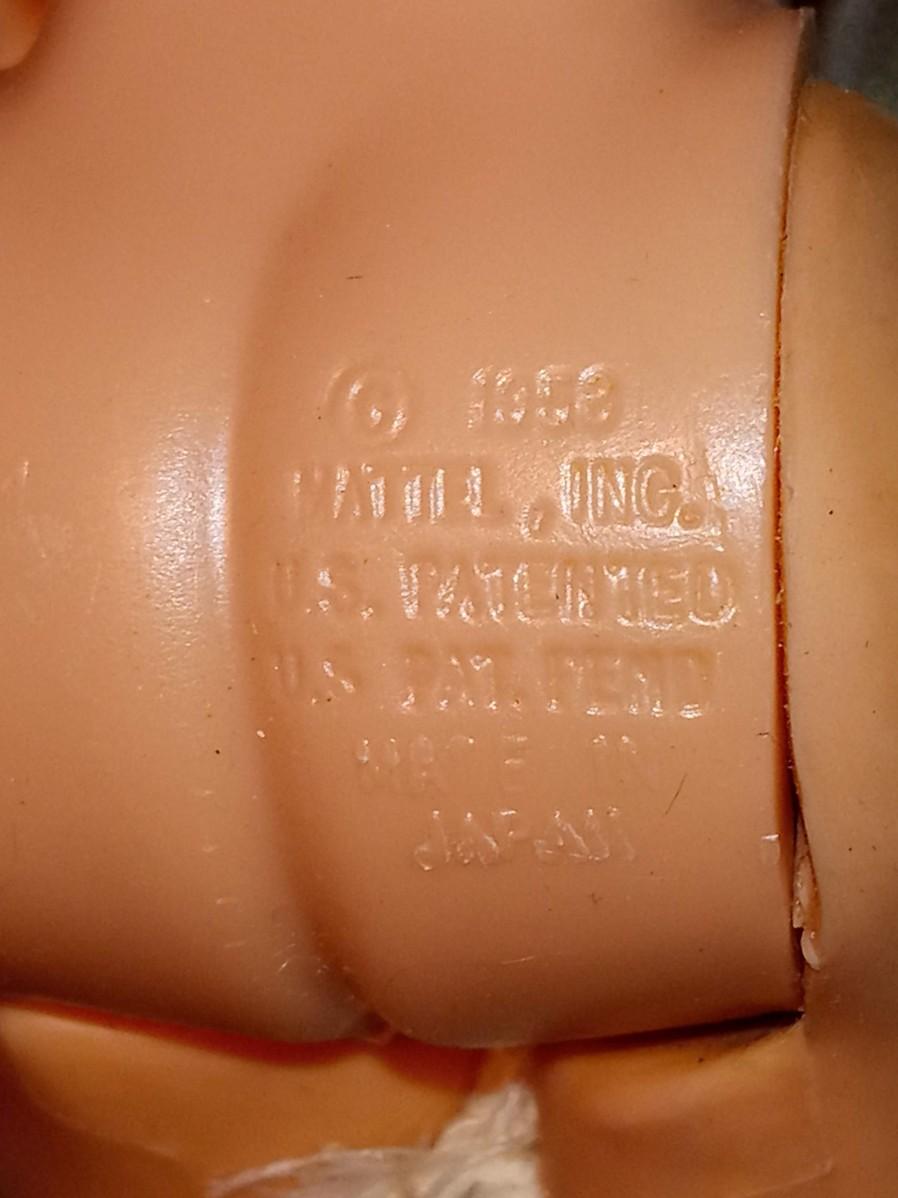 © 1958
MATTEL, INC.
U.S. PATENTED
U.S. PAT. PEND
MADE IN
JAPAN